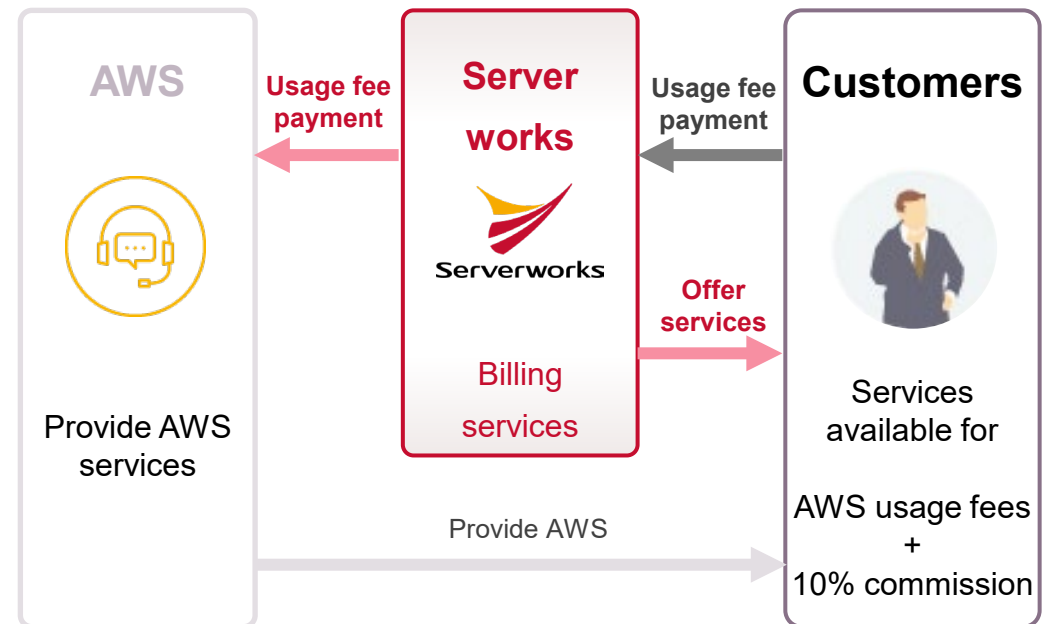 AWS
Provide AWS
services
Usage fee
payment
Server
works
Serverworks
Billing
services
Usage fee
payment
Offer
services
Provide AWS
Customers
Services
available for
AWS usage fees
+
10% commission